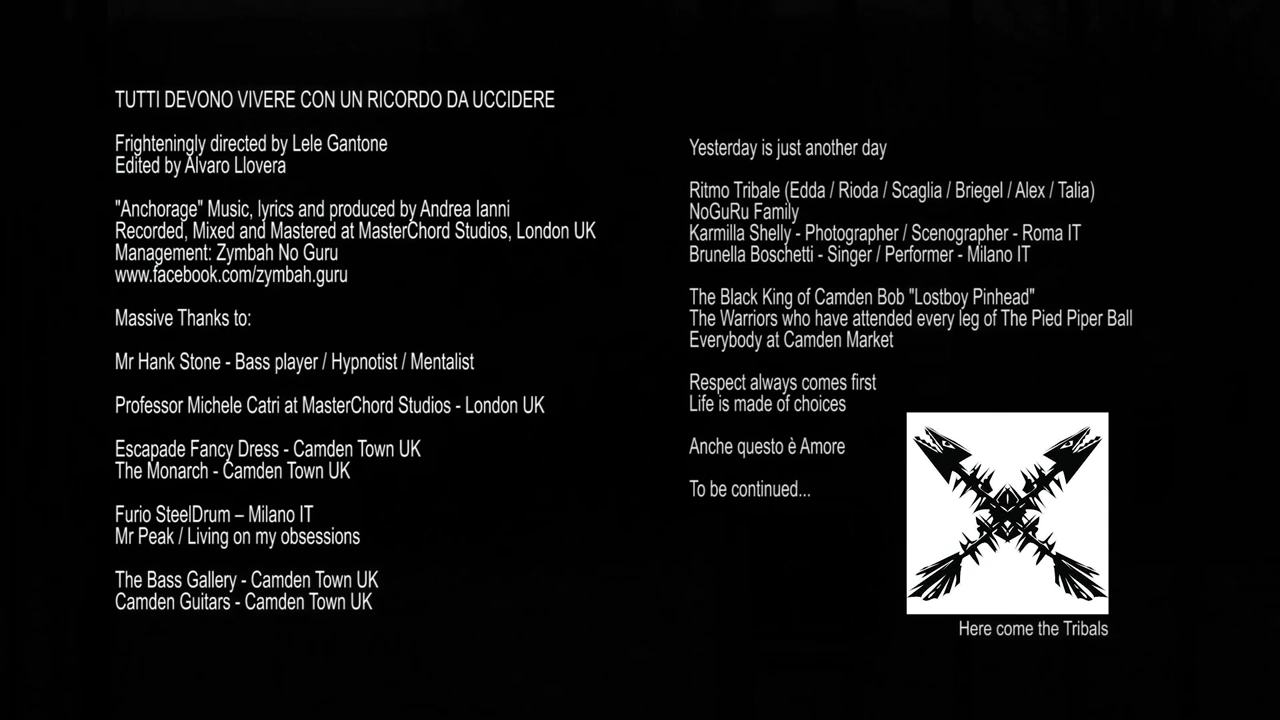 TUTTI DEVONO VIVERE CON UN RICORDO DA UCCIDERE
Frighteningly directed by Lele Gantone
Edited by Alvaro Llovera
"Anchorage" Music, lyrics and produced by Andrea Ianni
Recorded, Mixed and Mastered at MasterChord Studios, London UK
Management: Zymbah No Guru
www.facebook.com/zymbah.guru
Massive Thanks to:
Mr Hank Stone - Bass player / Hypnotist / Mentalist
Professor Michele Catri at MasterChord Studios - London UK
Escapade Fancy Dress - Camden Town UK
The Monarch - Camden Town UK
Furio SteelDrum – Milano IT
Mr Peak / Living on my obsessions
The Bass Gallery - Camden Town UK
Camden Guitars - Camden Town UK
Yesterday is just another day
Ritmo Tribale (Edda / Rioda / Scaglia / Briegel / Alex / Talia)
NoGuRu Family
Karmilla Shelly - Photographer / Scenographer - Roma IT
Brunella Boschetti - Singer / Performer - Milano IT
The Black King of Camden Bob "Lostboy Pinhead"
The Warriors who have attended every leg of The Pied Piper Ball
Everybody at Camden Market
Respect always comes first
Life is made of choices
Anche questo è Amore
To be continued...
Here come the Tribals